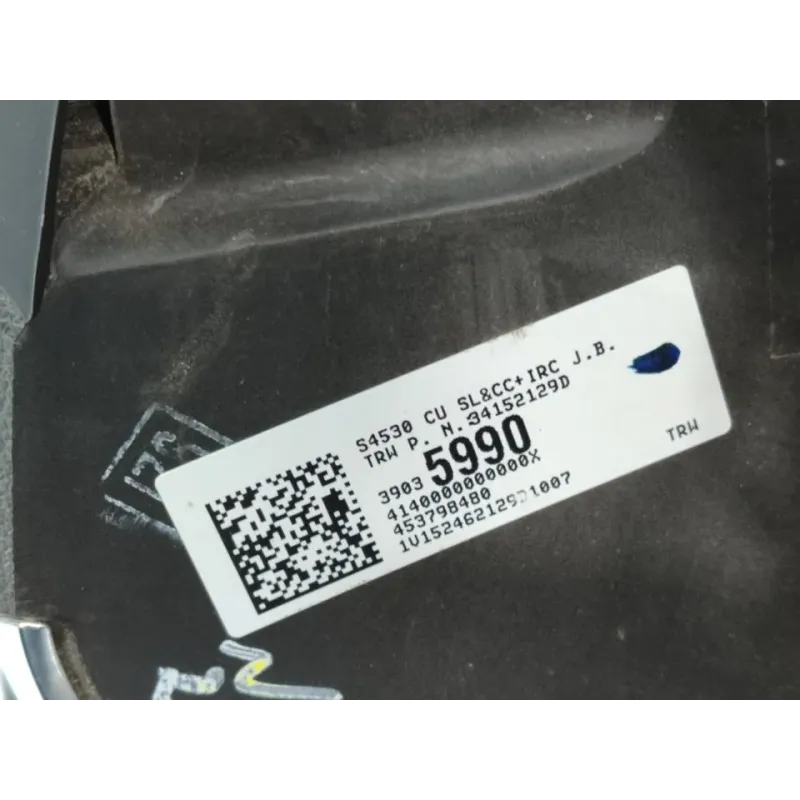 S4530 CU SL&CC+IRC J.B.
TRW P. N.34152129D
3903 5990
4140000000000X
453798480
1V152462129D1007
TRW